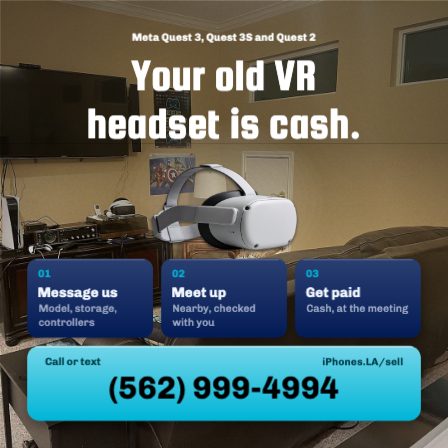 Meta Quest 3, Quest 3S and Quest 2
Your old VR
headset is cash.
01
Message us
Model, storage,
controllers
02
Meet up
Nearby, checked
with you
03
Get paid
Cash, at the meeting
Call or text
iPhones.LA/sell
(562) 999-4994